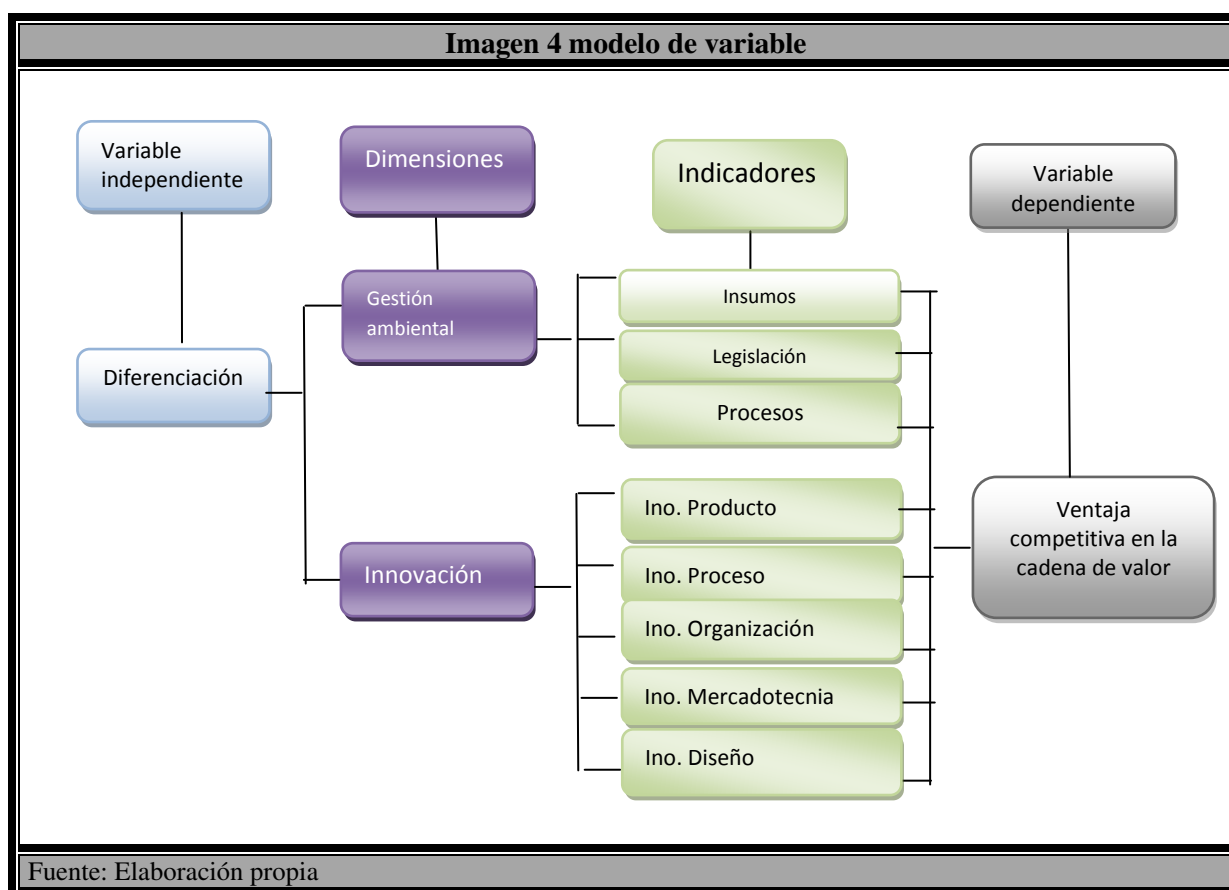 Imagen 4 modelo de variable
Variable
independiente
Dimensiones
Indicadores
Variable
dependiente
Diferenciación
Gestión
ambiental
Innovación
Insumos
Legislación
Procesos
Ino. Producto
Ino. Proceso
Ino. Organización
Ino. Mercadotecnia
Ino. Diseño
Ventaja
competitiva en la
cadena de valor
Fuente: Elaboración propia